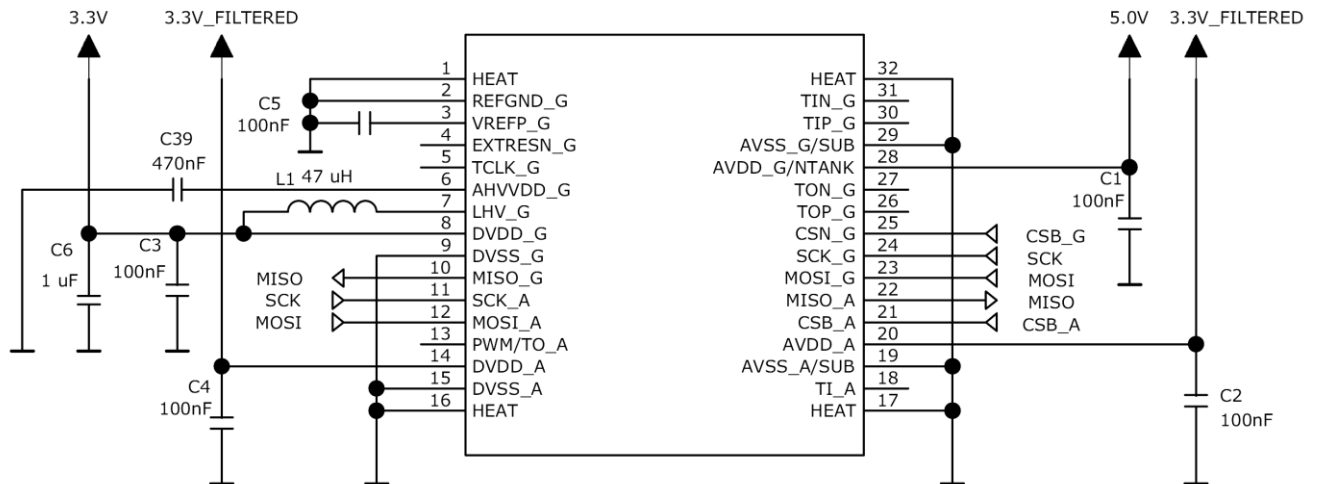 3.3V 3.3V_FILTERED 5.0V 3.3V_FILTERED
1 HEAT HEAT 32
2 REFGND_G TIN_G 31
C5
100nF
3 VREFP_G TIP_G 30
4 EXTRESN_G AVSS_G/SUB 29
C39
470nF
5 TCLK_G AVDD_G/NTANK 28
L1 47 uH
6 AHVVDD_G TON_G 27
C1
100nF
7 LHV_G TOP_G 26
8 DVDD_G CSN_G 25 CSB_G
C6
1 uF
C3
100nF
9 DVSS_G SCK_G 24 SCK
MISO 10 MISO_G MOSI_G 23 MOSI
SCK 11 SCK_A MISO_A 22 MISO
MOSI 12 MOSI_A CSB_A 21 CSB_A
13 PWM/TO_A AVDD_A 20
14 DVDD_A AVSS_A/SUB 19
C4
100nF
15 DVSS_A TI_A 18
16 HEAT HEAT 17
C2
100nF